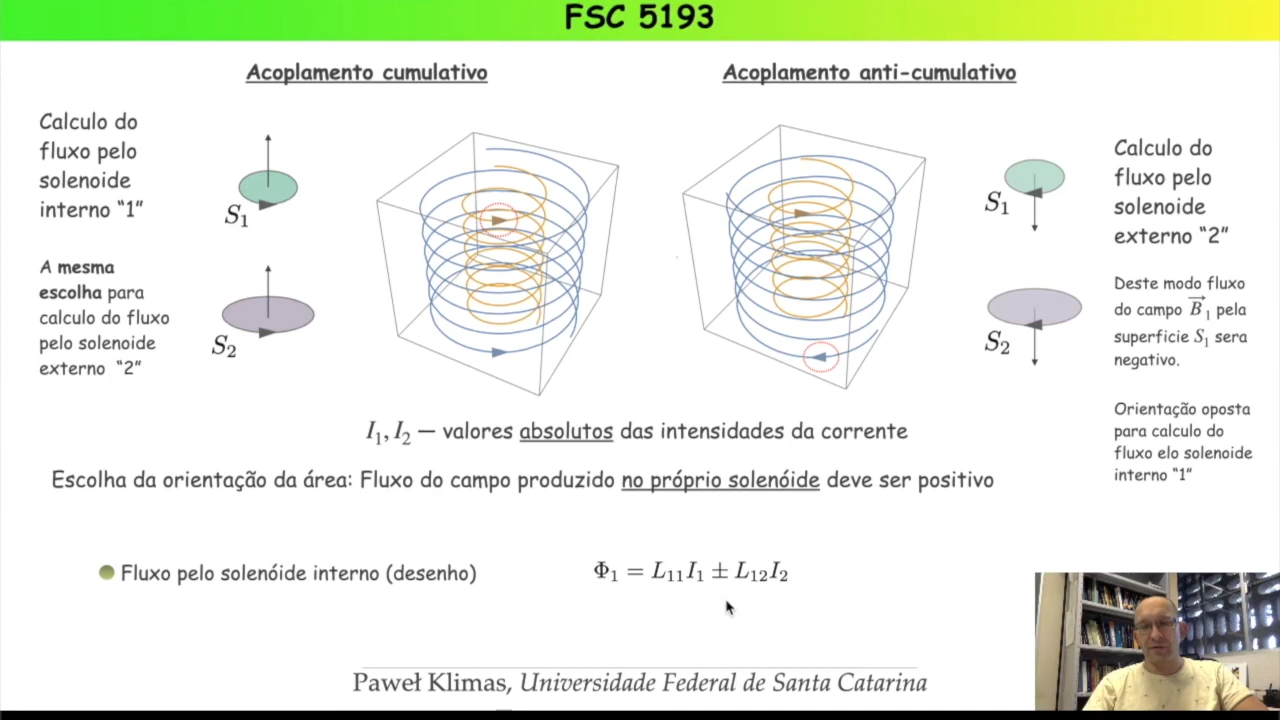 FSC 5193
Acoplamento cumulativo
Acoplamento anti-cumulativo
Calculo do
fluxo pelo
solenoide
interno “1”
S₁
A mesma
escolha para
calculo do fluxo
pelo solenoide
externo “2”
S₂
S₁
S₂
Calculo do
fluxo pelo
solenoide
externo “2”
Deste modo fluxo
do campo B⃗₁ pela
superficie S₁ sera
negativo.
Orientação oposta
para calculo do
fluxo elo solenoide
interno “1”
I₁, I₂ — valores absolutos das intensidades da corrente
Escolha da orientação da área: Fluxo do campo produzido no próprio solenóide deve ser positivo
Fluxo pelo solenóide interno (desenho)
Φ₁ = L₁₁I₁ ± L₁₂I₂
Paweł Klimas, Universidade Federal de Santa Catarina